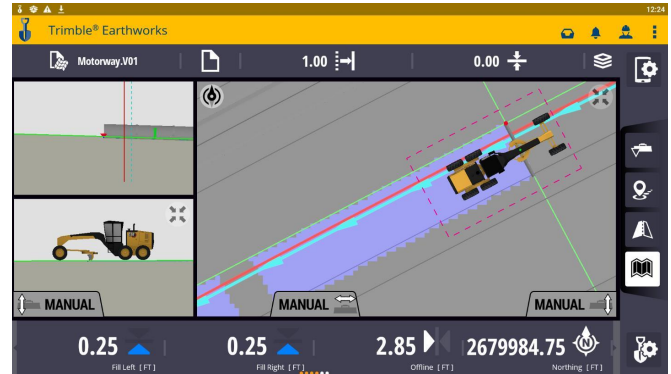 12:24
Trimble® Earthworks
Motorway.V01
1.00
0.00
MANUAL
MANUAL
MANUAL
0.25
0.25
2.85
2679984.75
N
Fill Left [FT]
Fill Right [FT]
Offline [FT]
Northing [FT]